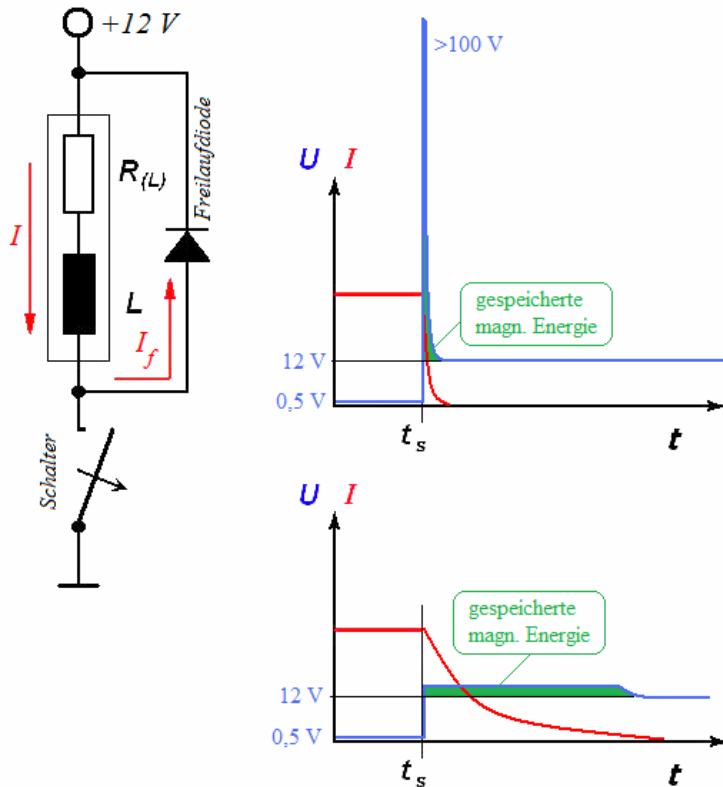 +12 V
Freilaufdiode
R(L)
I
L
If
Schalter
>100 V
U I
gespeicherte
magn. Energie
12 V
0,5 V
ts
t
U I
gespeicherte
magn. Energie
12 V
0,5 V
ts
t